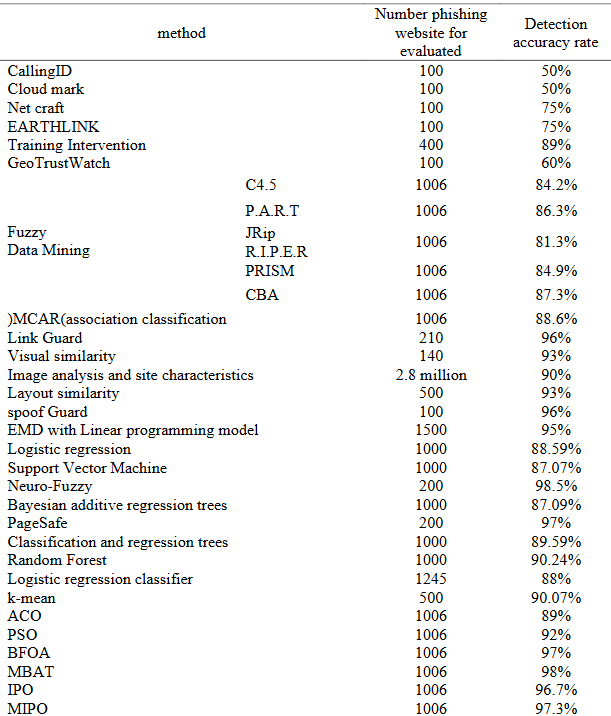 method Number phishing website for evaluated Detection accuracy rate
CallingID 100 50%
Cloud mark 100 50%
Net craft 100 75%
EARTHLINK 100 75%
Training Intervention 400 89%
GeoTrustWatch 100 60%
Fuzzy Data Mining
C4.5 1006 84.2%
P.A.R.T 1006 86.3%
JRip R.I.P.E.R 1006 81.3%
PRISM 1006 84.9%
CBA 1006 87.3%
)MCAR(association classification 1006 88.6%
Link Guard 210 96%
Visual similarity 140 93%
Image analysis and site characteristics 2.8 million 90%
Layout similarity 500 93%
spoof Guard 100 96%
EMD with Linear programming model 1500 95%
Logistic regression 1000 88.59%
Support Vector Machine 1000 87.07%
Neuro-Fuzzy 200 98.5%
Bayesian additive regression trees 1000 87.09%
PageSafe 200 97%
Classification and regression trees 1000 89.59%
Random Forest 1000 90.24%
Logistic regression classifier 1245 88%
k-mean 500 90.07%
ACO 1006 89%
PSO 1006 92%
BFOA 1006 97%
MBAT 1006 98%
IPO 1006 96.7%
MIPO 1006 97.3%